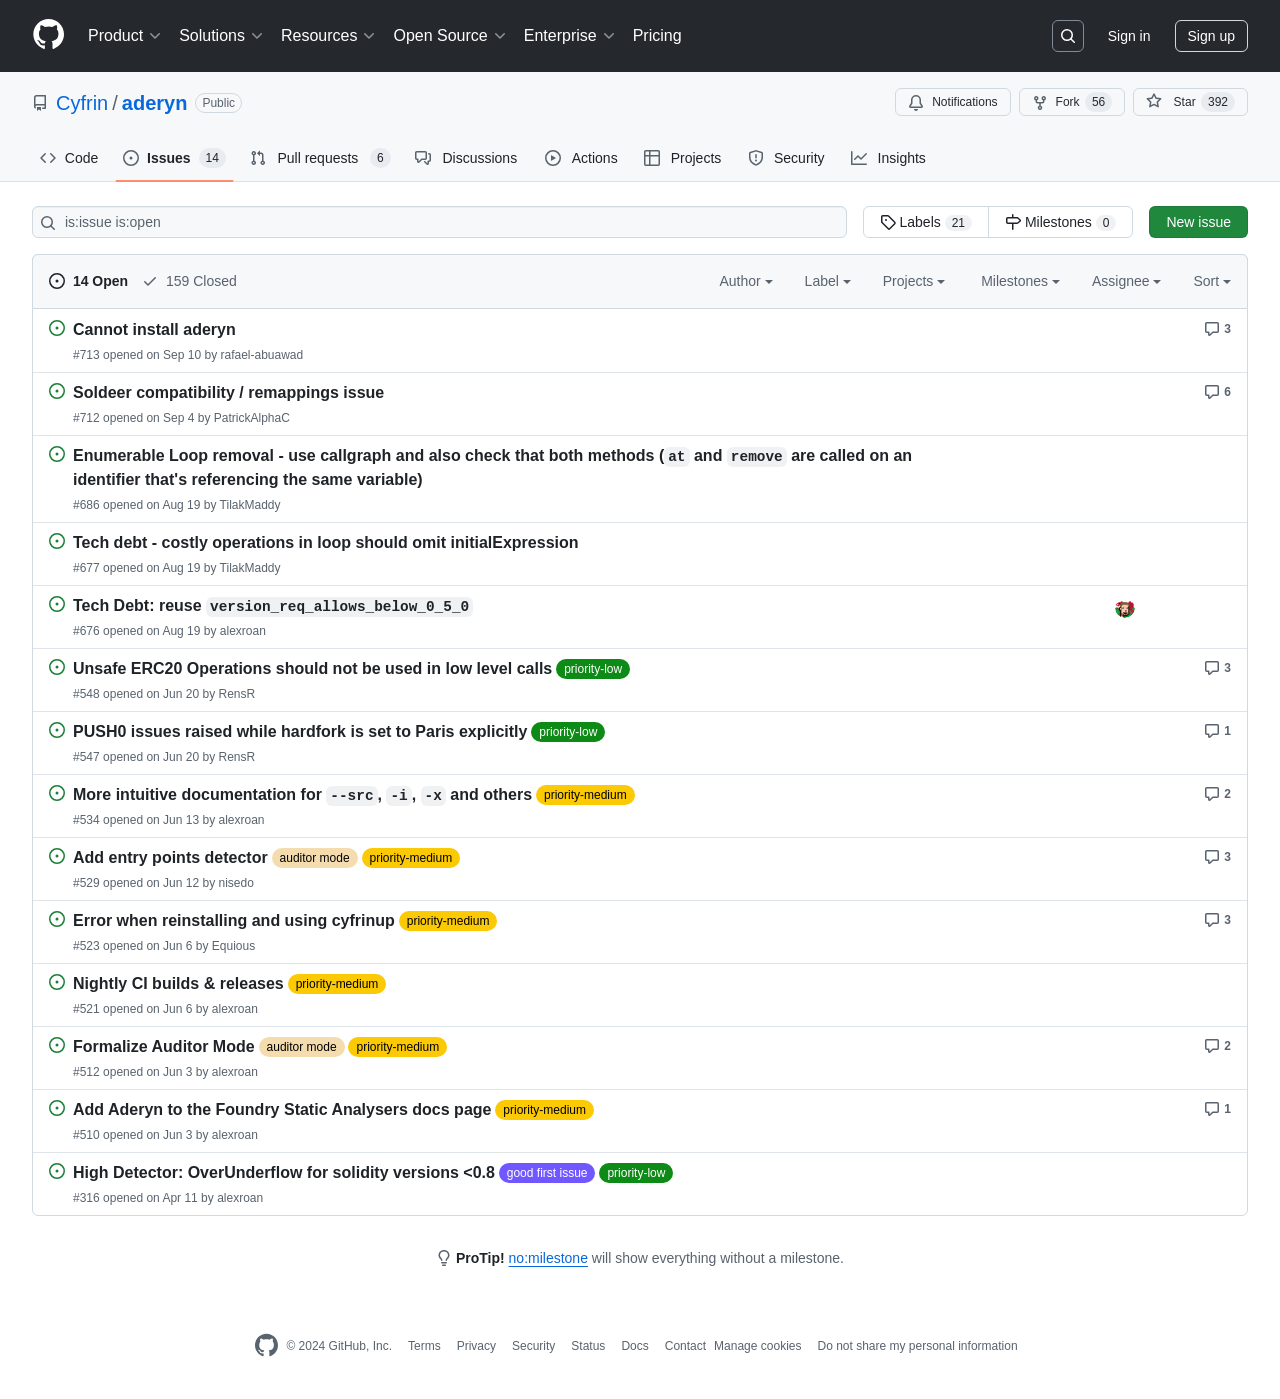 Product Solutions Resources Open Source Enterprise Pricing Sign in Sign up
Cyfrin / aderyn Public Notifications Fork 56 Star 392
Code Issues 14 Pull requests 6 Discussions Actions Projects Security Insights
is:issue is:open Labels 21 Milestones 0 New issue
14 Open 159 Closed Author Label Projects Milestones Assignee Sort
Cannot install aderyn 3
#713 opened on Sep 10 by rafael-abuawad
Soldeer compatibility / remappings issue 6
#712 opened on Sep 4 by PatrickAlphaC
Enumerable Loop removal - use callgraph and also check that both methods (at and remove are called on an
identifier that's referencing the same variable)
#686 opened on Aug 19 by TilakMaddy
Tech debt - costly operations in loop should omit initialExpression
#677 opened on Aug 19 by TilakMaddy
Tech Debt: reuse version_req_allows_below_0_5_0
#676 opened on Aug 19 by alexroan
Unsafe ERC20 Operations should not be used in low level calls priority-low 3
#548 opened on Jun 20 by RensR
PUSH0 issues raised while hardfork is set to Paris explicitly priority-low 1
#547 opened on Jun 20 by RensR
More intuitive documentation for --src, -i, -x and others priority-medium 2
#534 opened on Jun 13 by alexroan
Add entry points detector auditor mode priority-medium 3
#529 opened on Jun 12 by nisedo
Error when reinstalling and using cyfrinup priority-medium 3
#523 opened on Jun 6 by Equious
Nightly CI builds & releases priority-medium
#521 opened on Jun 6 by alexroan
Formalize Auditor Mode auditor mode priority-medium 2
#512 opened on Jun 3 by alexroan
Add Aderyn to the Foundry Static Analysers docs page priority-medium 1
#510 opened on Jun 3 by alexroan
High Detector: OverUnderflow for solidity versions <0.8 good first issue priority-low
#316 opened on Apr 11 by alexroan
ProTip! no:milestone will show everything without a milestone.
© 2024 GitHub, Inc. Terms Privacy Security Status Docs Contact Manage cookies Do not share my personal information